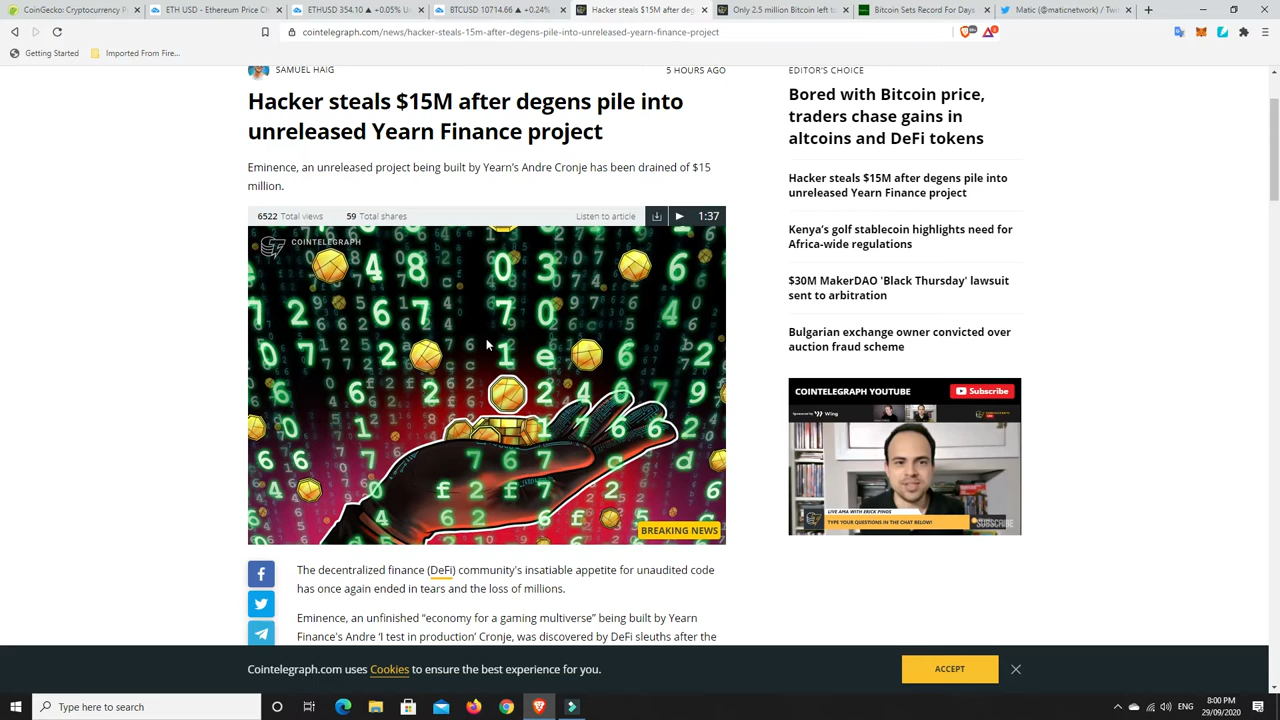 CoinGecko: Cryptocurrency P
ETH USD - Ethereum Price Ch
ETHUSD 354.10 ▲ +0.05% U
BTCUSD 10714.66 ▲ +0.24%
Hacker steals $15M after deg
Only 2.5 million Bitcoin left to
Bitcoin Sets Record For Days
Matic (@maticnetwork) / Tw
cointelegraph.com/news/hacker-steals-15m-after-degens-pile-into-unreleased-yearn-finance-project
Getting Started
Imported From Fire...
SAMUEL HAIG
5 HOURS AGO
Hacker steals $15M after degens pile into
unreleased Yearn Finance project
Eminence, an unreleased project being built by Yearn's Andre Cronje has been drained of $15
million.
6522 Total views
59 Total shares
Listen to article
1:37
COINTELEGRAPH
BREAKING NEWS
The decentralized finance (DeFi) community's insatiable appetite for unaudited code
has once again ended in tears and the loss of millions.
Eminence, an unfinished “economy for a gaming multiverse” being built by Yearn
Finance's Andre ‘I test in production’ Cronje, was discovered by DeFi sleuths after the
EDITOR'S CHOICE
Bored with Bitcoin price,
traders chase gains in
altcoins and DeFi tokens
Hacker steals $15M after degens pile into
unreleased Yearn Finance project
Kenya's golf stablecoin highlights need for
Africa-wide regulations
$30M MakerDAO 'Black Thursday' lawsuit
sent to arbitration
Bulgarian exchange owner convicted over
auction fraud scheme
COINTELEGRAPH YOUTUBE
Subscribe
Wing
LIVE AMA WITH ERICK PINOS
TYPE YOUR QUESTIONS IN THE CHAT BELOW!
SUBSCRIBE
Cointelegraph.com uses Cookies to ensure the best experience for you.
ACCEPT
Type here to search
ENG
8:00 PM
29/09/2020